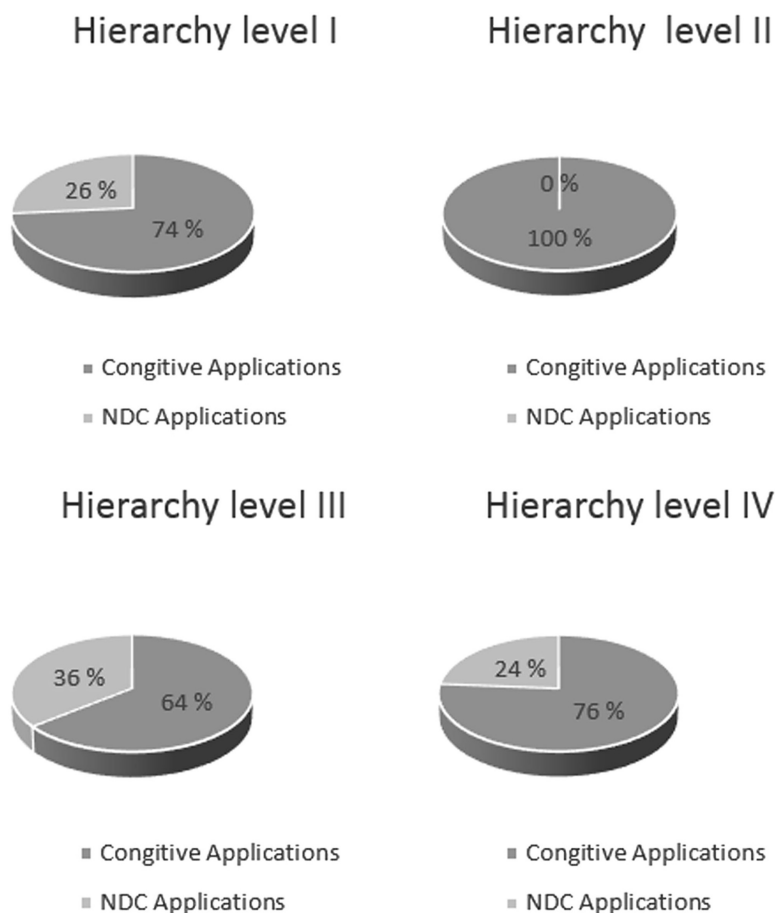 Hierarchy level I
26 %
74 %
Congitive Applications
NDC Applications
Hierarchy level II
0 %
100 %
Congitive Applications
NDC Applications
Hierarchy level III
36 %
64 %
Congitive Applications
NDC Applications
Hierarchy level IV
24 %
76 %
Congitive Applications
NDC Applications